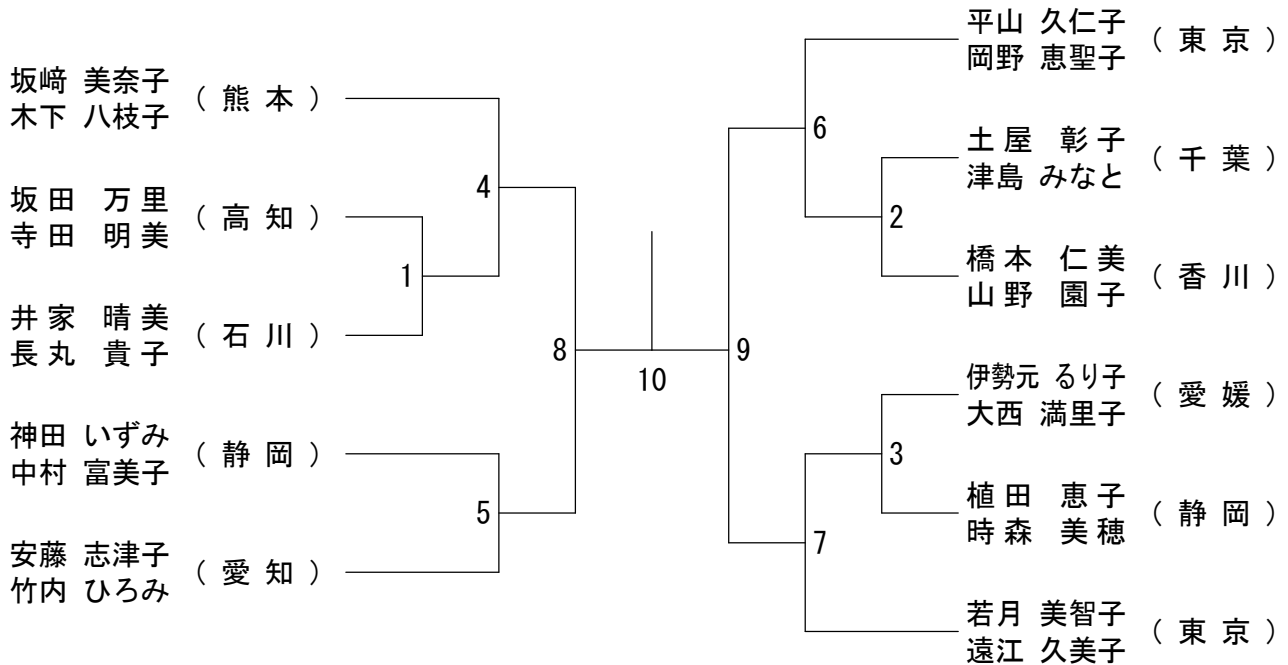 坂﨑 美奈子
木下 八枝子
（ 熊 本 ）
坂 田　万 里
寺 田　明 美
（ 高 知 ）
井 家　晴 美
長 丸　貴 子
（ 石 川 ）
神田 いずみ
中村 富美子
（ 静 岡 ）
安藤 志津子
竹内 ひろみ
（ 愛 知 ）
1
4
5
8
10
9
6
2
3
7
平山 久仁子
岡野 恵聖子
（ 東 京 ）
土 屋　彰 子
津島 みなと
（ 千 葉 ）
橋 本　仁 美
山 野　園 子
（ 香 川 ）
伊勢元 るり子
大西 満里子
（ 愛 媛 ）
植 田　恵 子
時 森　美 穂
（ 静 岡 ）
若月 美智子
遠江 久美子
（ 東 京 ）